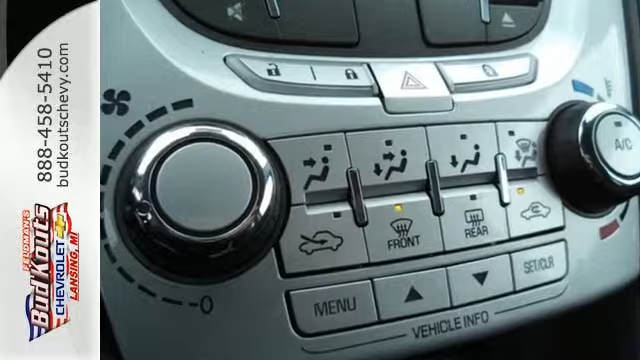 888-458-5410
budkoutschevy.com
FELDMAN'S
Bud Kouts
CHEVROLET
LANSING, MI
A/C
FRONT
REAR
MENU
SET/CLR
VEHICLE INFO
0